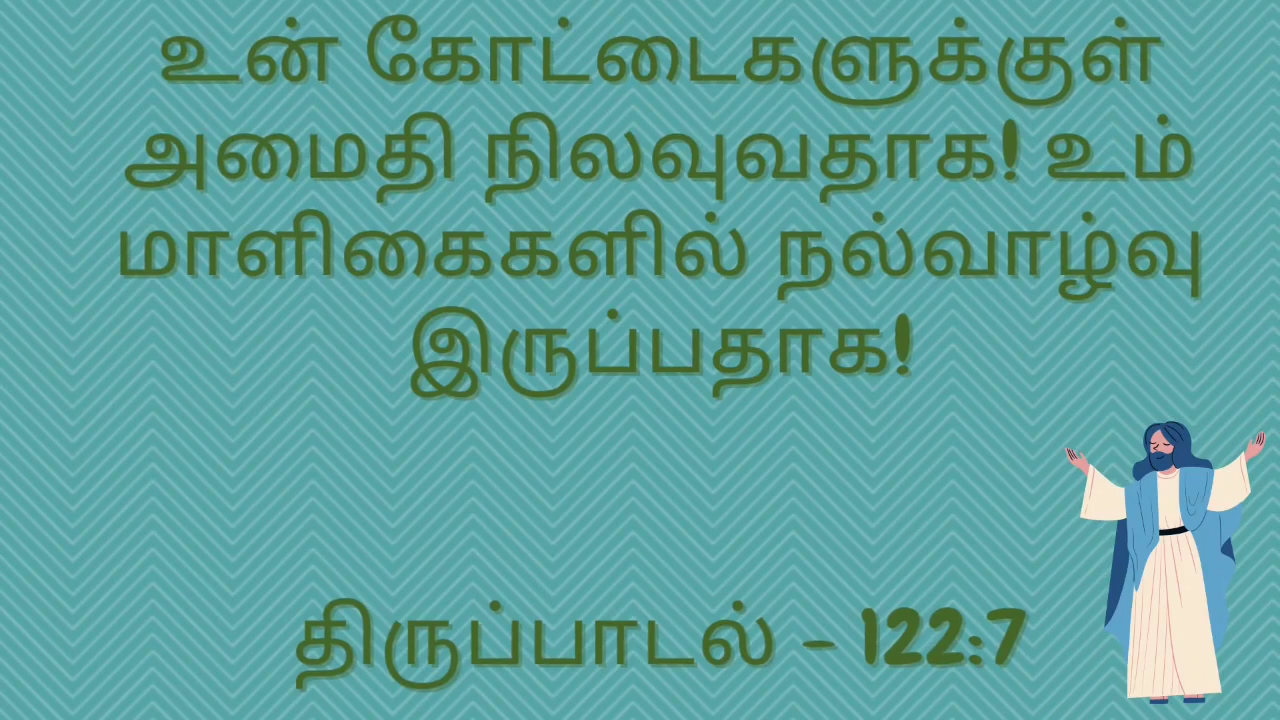 உன் கோட்டைகளுக்குள்
அமைதி நிலவுவதாக! உம்
மாளிகைகளில் நல்வாழ்வு
இருப்பதாக!
திருப்பாடல் - 122:7